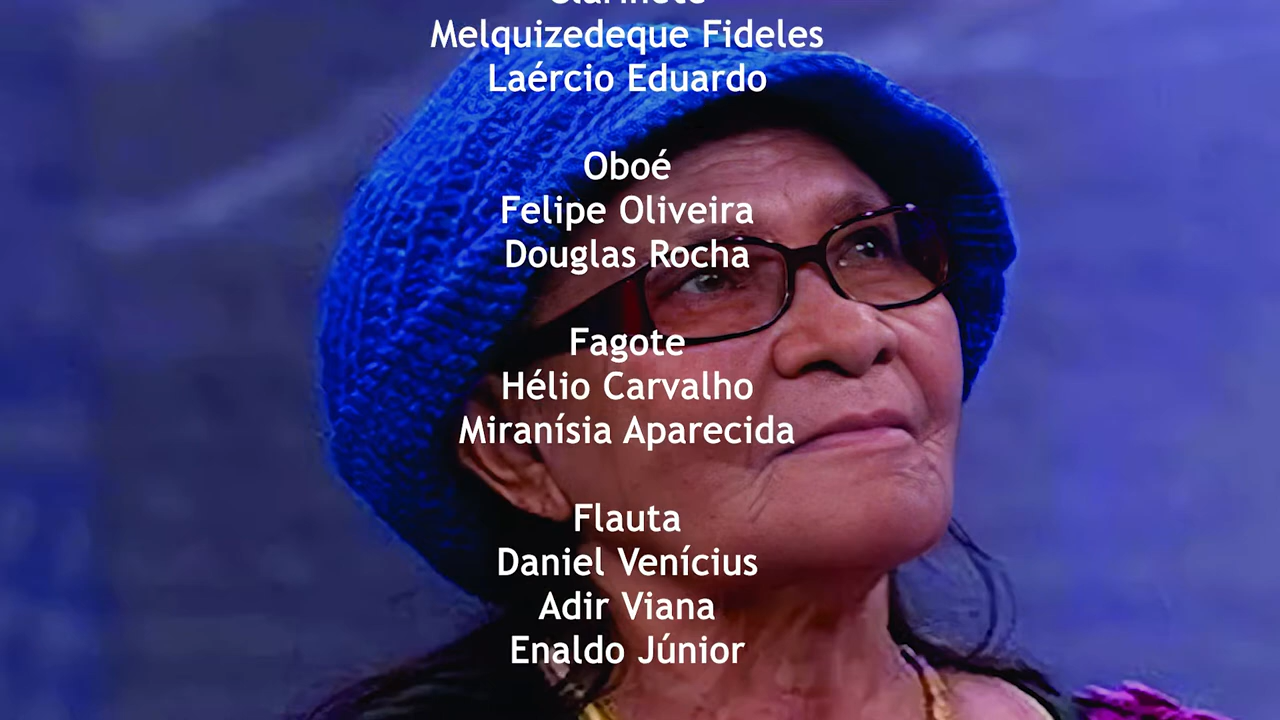 Melquizedeque Fideles
Laércio Eduardo
Oboé
Felipe Oliveira
Douglas Rocha
Fagote
Hélio Carvalho
Miranísia Aparecida
Flauta
Daniel Venícius
Adir Viana
Enaldo Júnior